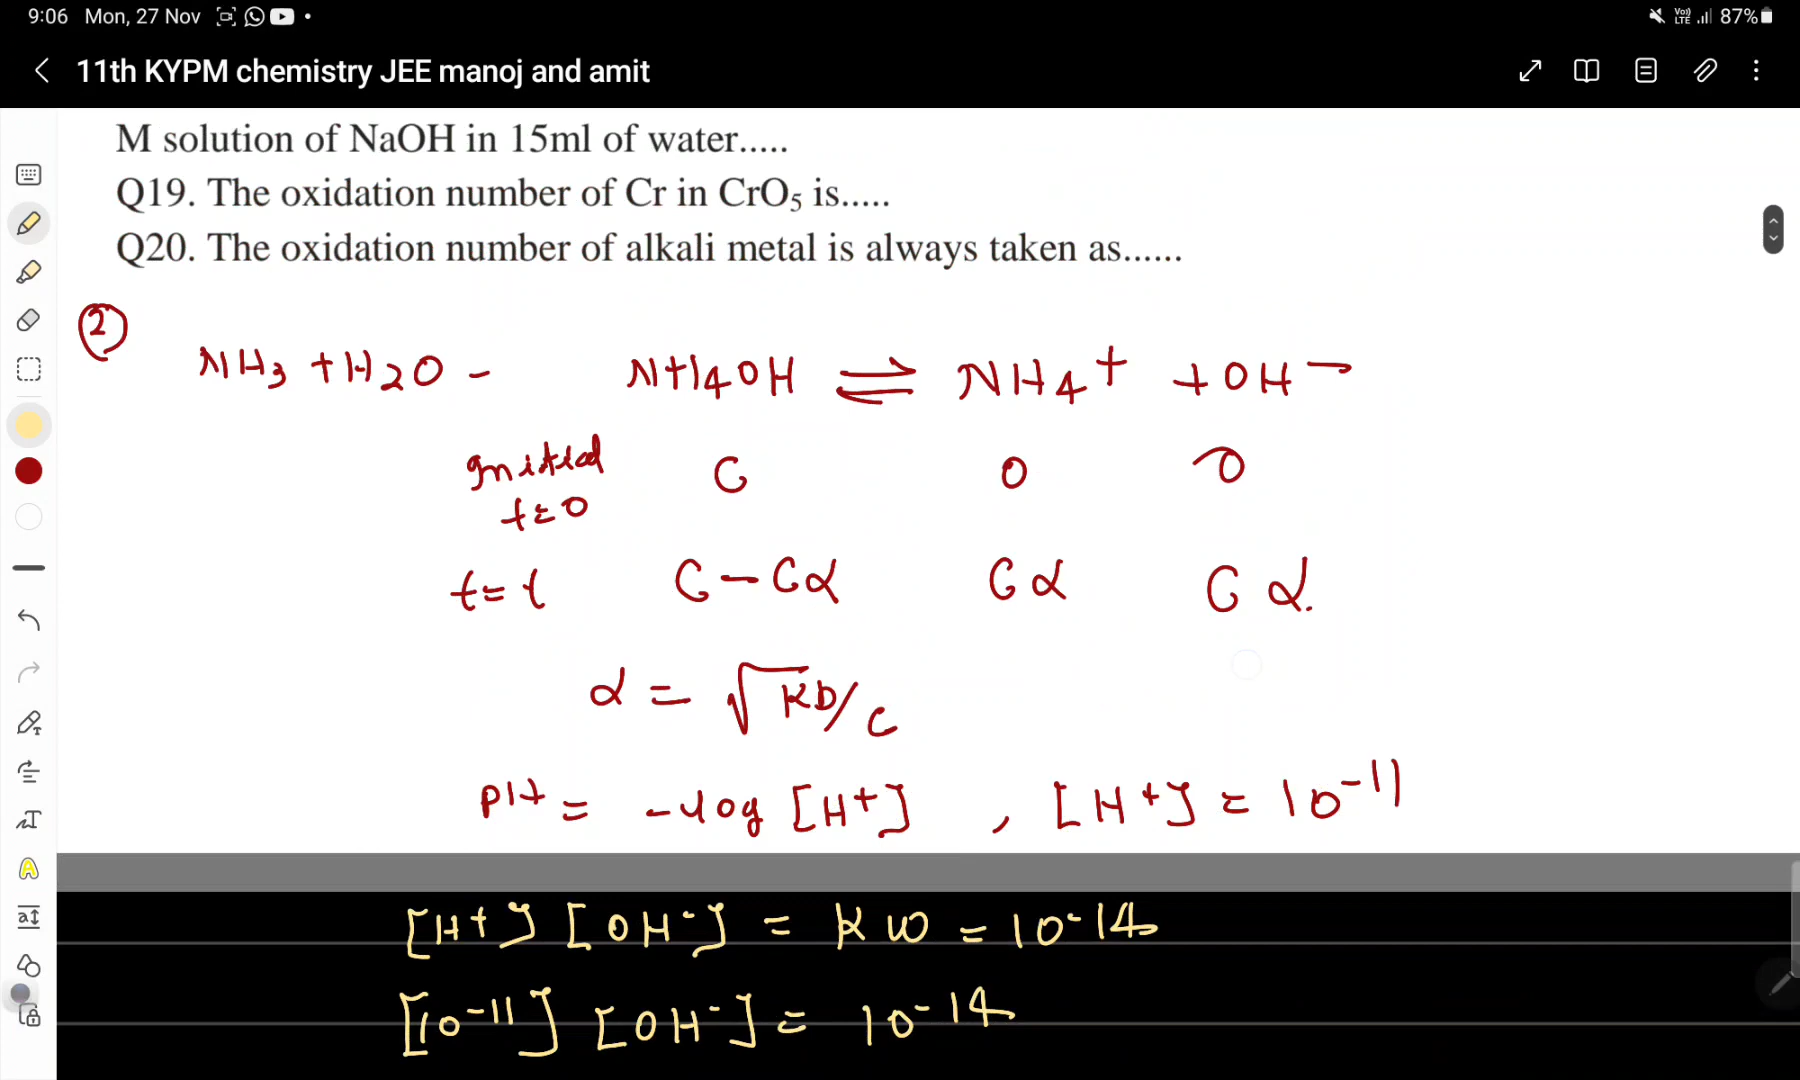 9:06 Mon, 27 Nov
Vo)) LTE 87%
11th KYPM chemistry JEE manoj and amit
M solution of NaOH in 15ml of water.....
Q19. The oxidation number of Cr in CrO₅ is.....
Q20. The oxidation number of alkali metal is always taken as......
②
NH₃ + H₂O - NH₄OH ⇌ NH₄⁺ + OH⁻
Initial C 0 0
t=0
t=t C-Cα Cα Cα.
α = √Kb/C
pH = -log [H⁺] , [H⁺] = 10⁻¹¹
[H⁺] [OH⁻] = Kw = 10⁻¹⁴
[10⁻¹¹] [OH⁻] = 10⁻¹⁴